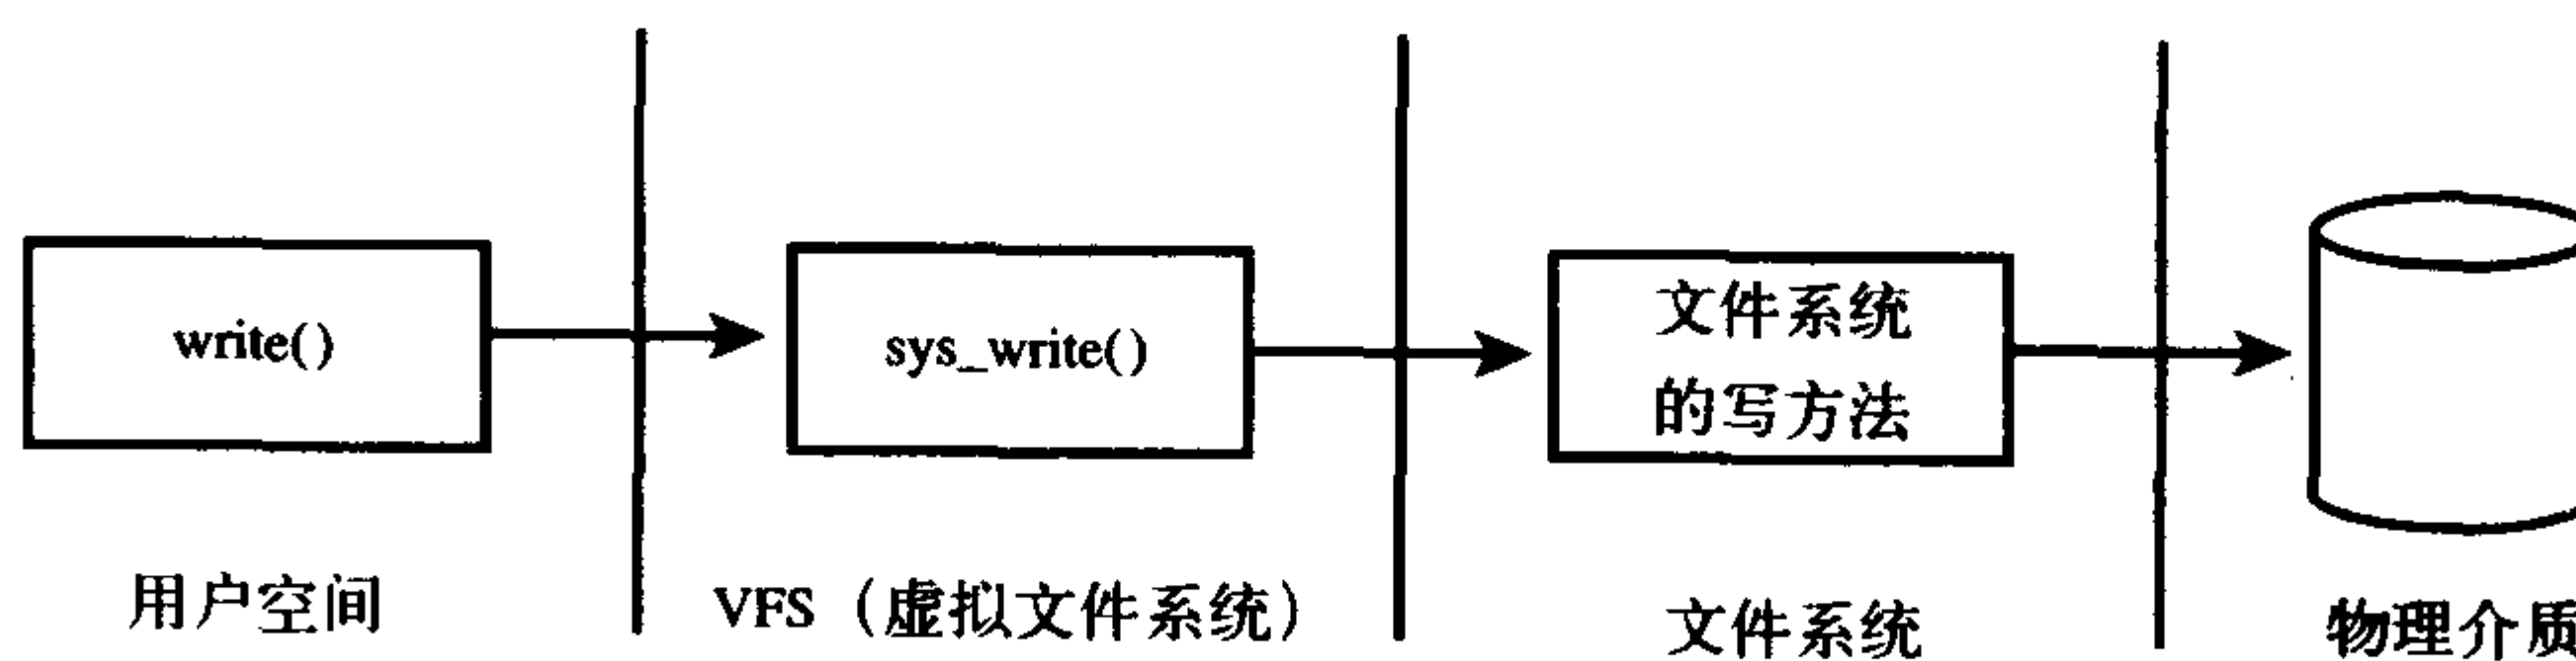 write()
sys_write()
文件系统
的写方法
用户空间
VFS（虚拟文件系统）
文件系统
物理介质